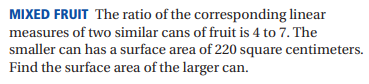 MIXED FRUIT The ratio of the corresponding linear
measures of two similar cans of fruit is 4 to 7. The
smaller can has a surface area of 220 square centimeters.
Find the surface area of the larger can.